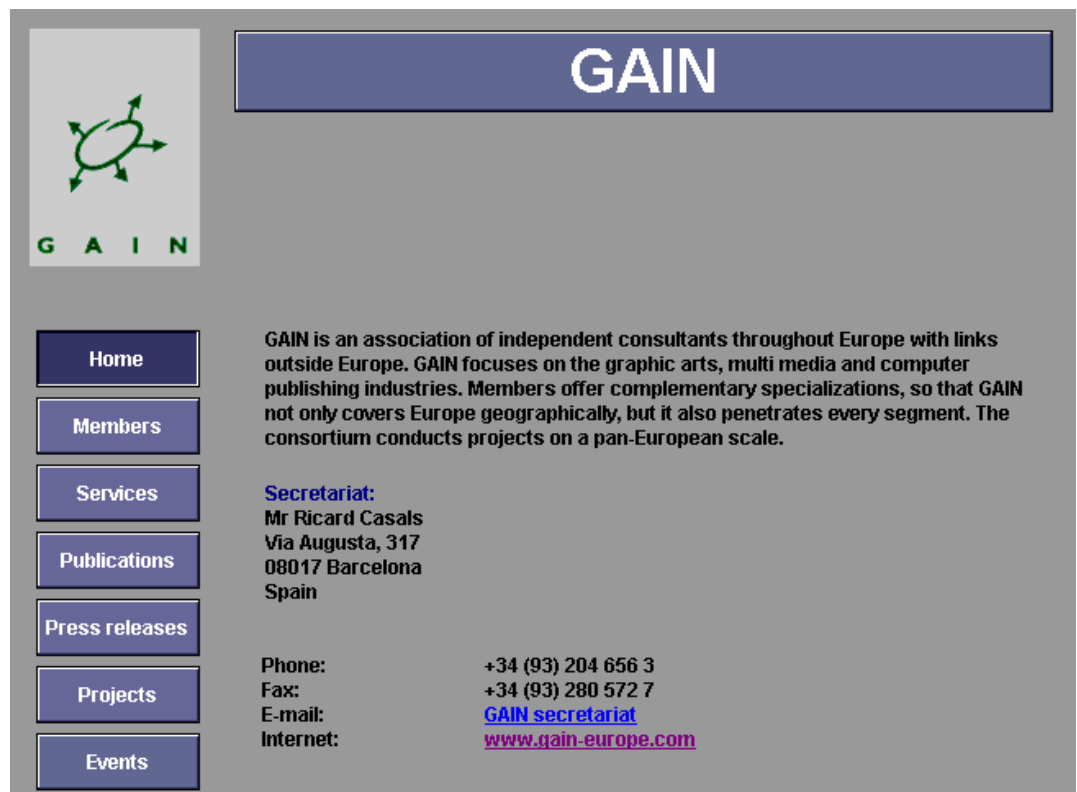 GAIN
G A I N
Home
Members
Services
Publications
Press releases
Projects
Events
GAIN is an association of independent consultants throughout Europe with links
outside Europe. GAIN focuses on the graphic arts, multi media and computer
publishing industries. Members offer complementary specializations, so that GAIN
not only covers Europe geographically, but it also penetrates every segment. The
consortium conducts projects on a pan-European scale.
Secretariat:
Mr Ricard Casals
Via Augusta, 317
08017 Barcelona
Spain
Phone: +34 (93) 204 656 3
Fax: +34 (93) 280 572 7
E-mail: GAIN secretariat
Internet: www.gain-europe.com